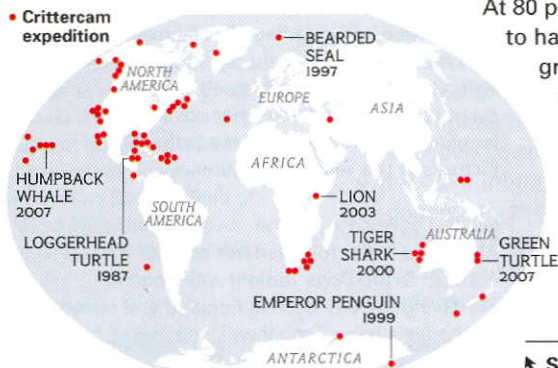 Crittercam
expedition
At 80 p
to ha
gr
BEARDED
SEAL
1997
NORTH
AMERICA
EUROPE
ASIA
AFRICA
HUMPBACK
WHALE
2007
SOUTH
AMERICA
LION
2003
LOGGERHEAD
TURTLE
1987
TIGER
SHARK
2000
AUSTRALIA
GREEN
TURTLE
2007
EMPEROR PENGUIN
1999
ANTARCTICA
S